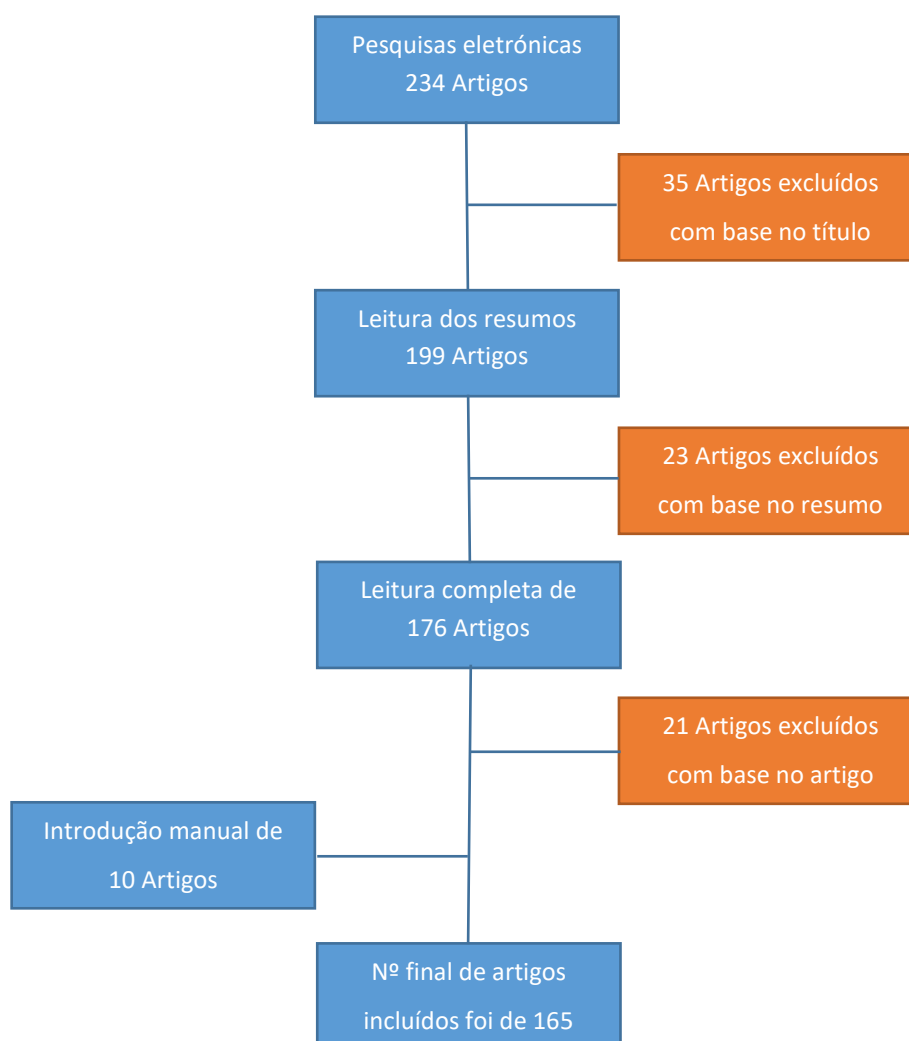 Pesquisas eletrónicas
234 Artigos
35 Artigos excluídos
com base no título
Leitura dos resumos
199 Artigos
23 Artigos excluídos
com base no resumo
Leitura completa de
176 Artigos
21 Artigos excluídos
com base no artigo
Introdução manual de
10 Artigos
Nº final de artigos
incluídos foi de 165